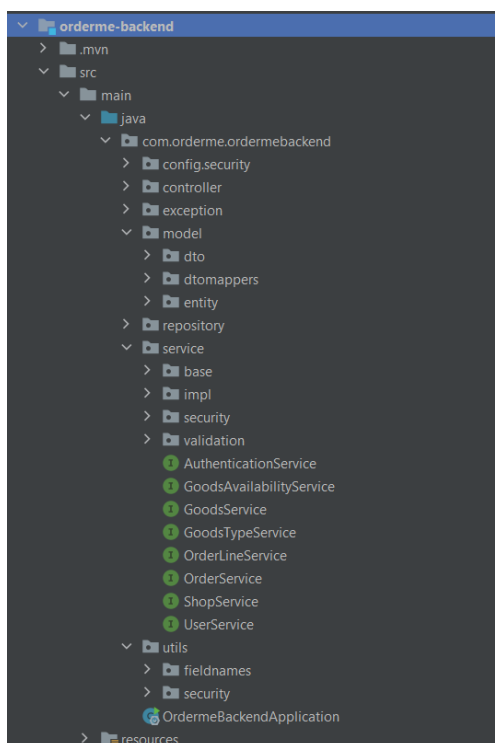 orderme-backend
.mvn
src
main
java
com.orderme.ordermebackend
config.security
controller
exception
model
dto
dtomappers
entity
repository
service
base
impl
security
validation
AuthenticationService
GoodsAvailabilityService
GoodsService
GoodsTypeService
OrderLineService
OrderService
ShopService
UserService
utils
fieldnames
security
OrdermeBackendApplication
resources